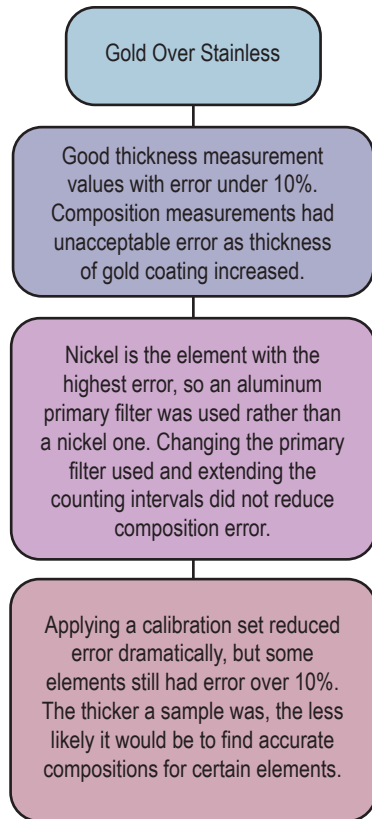 Gold Over Stainless
Good thickness measurement
values with error under 10%.
Composition measurements had
unacceptable error as thickness
of gold coating increased.
Nickel is the element with the
highest error, so an aluminum
primary filter was used rather than
a nickel one. Changing the primary
filter used and extending the
counting intervals did not reduce
composition error.
Applying a calibration set reduced
error dramatically, but some
elements still had error over 10%.
The thicker a sample was, the less
likely it would be to find accurate
compositions for certain elements.